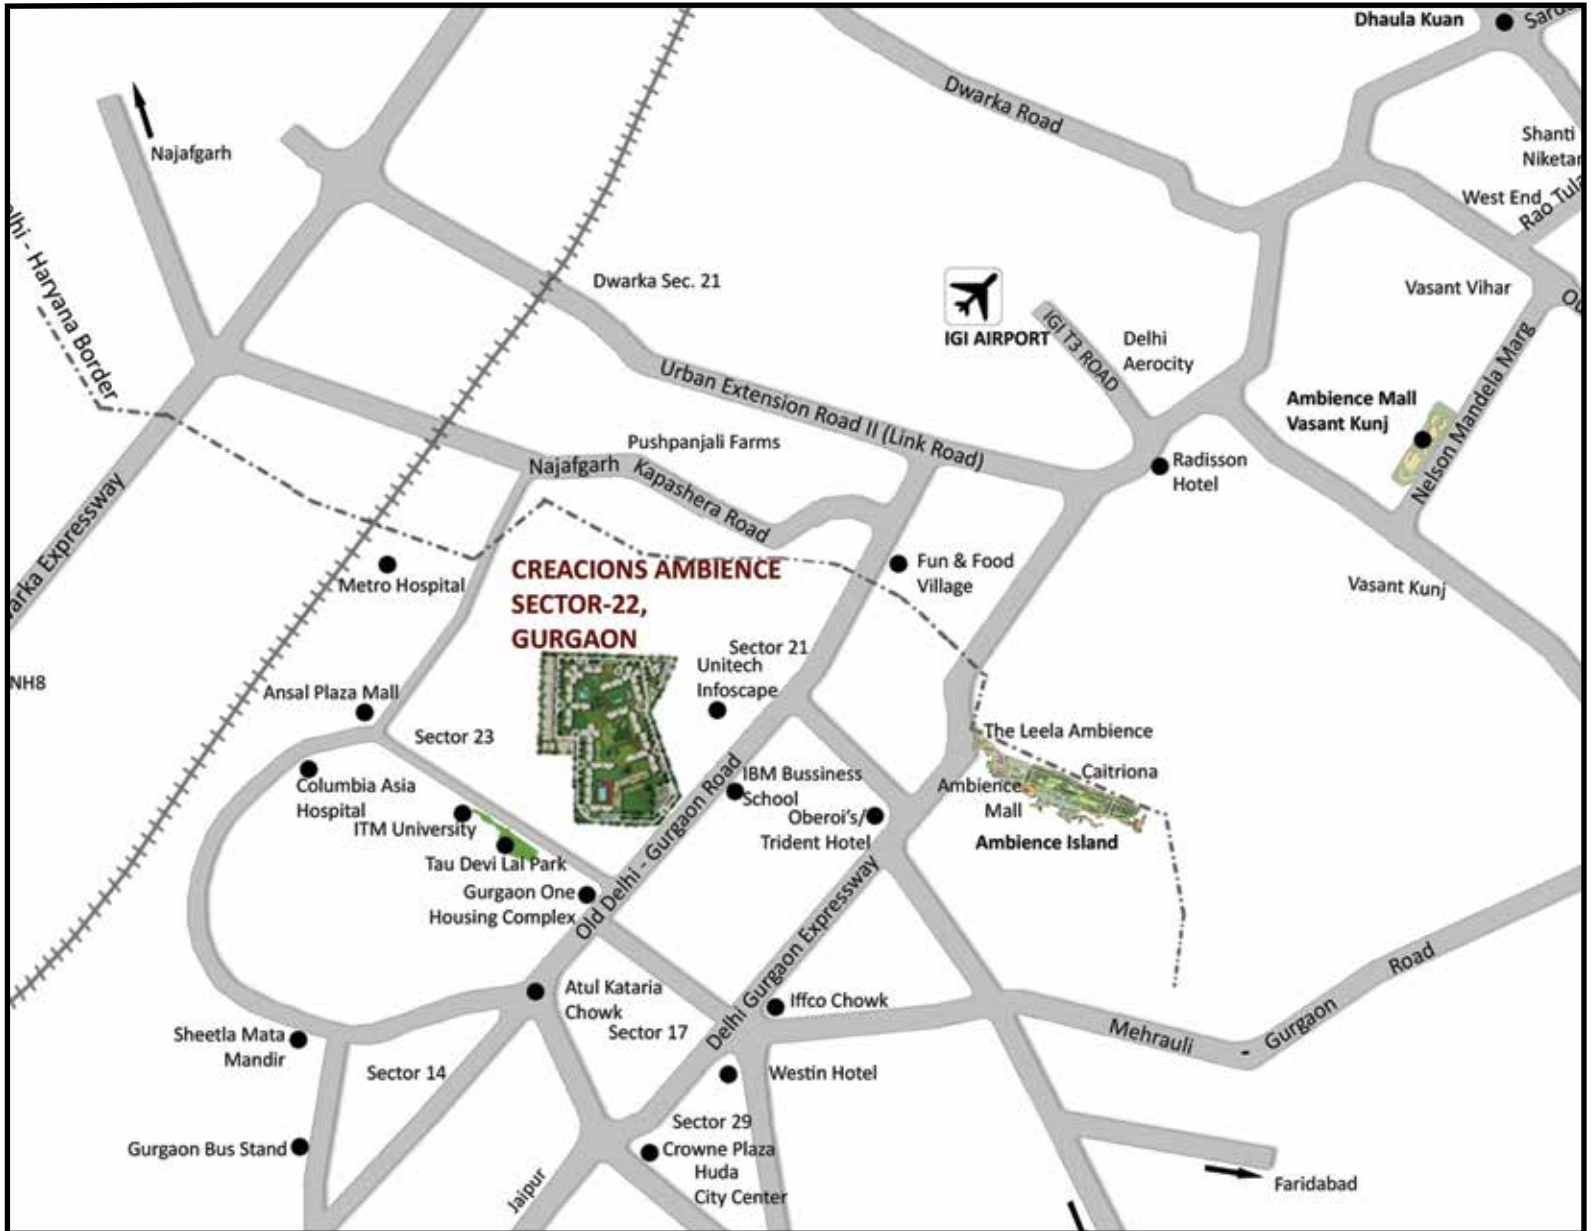 Dhaula Kuan
Dwarka Road
Najafgarh
Shanti
West End
Rao
Haryana Border
Dwarka Sec. 21
Vasant Vihar
IGI AIRPORT
IGI T3 ROAD
Delhi
Aerocity
Urban Extension Road II (Link Road)
Ambience Mall
Vasant Kunj
Nelson Mandela Marg
Pushpanjali Farms
Najafgarh Kapashera Road
Radisson
Hotel
Expressway
Metro Hospital
CREACIONS AMBIENCE
SECTOR-22,
GURGAON
Fun & Food
Village
Vasant Kunj
Sector 21
Unitech
Infoscape
NH8
Ansal Plaza Mall
Sector 23
The Leela Ambience
Caitriona
Ambience
Mall
Ambience Island
Columbia Asia
Hospital
IBM Bussiness
School
Oberoi's/
Trident Hotel
ITM University
Tau Devi Lal Park
Gurgaon One
Housing Complex
Old Delhi - Gurgaon Road
Delhi Gurgaon Expressway
Atul Kataria
Chowk
Iffco Chowk
Sector 17
Mehrauli - Gurgaon Road
Sheetla Mata
Mandir
Sector 14
Westin Hotel
Sector 29
Gurgaon Bus Stand
Crowne Plaza
Huda
City Center
Jaipur
Faridabad